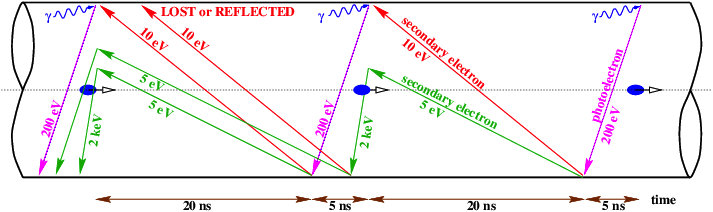 γ
LOST or REFLECTED
γ
γ
10 eV
10 eV
secondary electron
10 eV
5 eV
5 eV
secondary electron
5 eV
200 eV
2 keV
200 eV
2 keV
photoelectron
200 eV
20 ns
5 ns
20 ns
5 ns
time